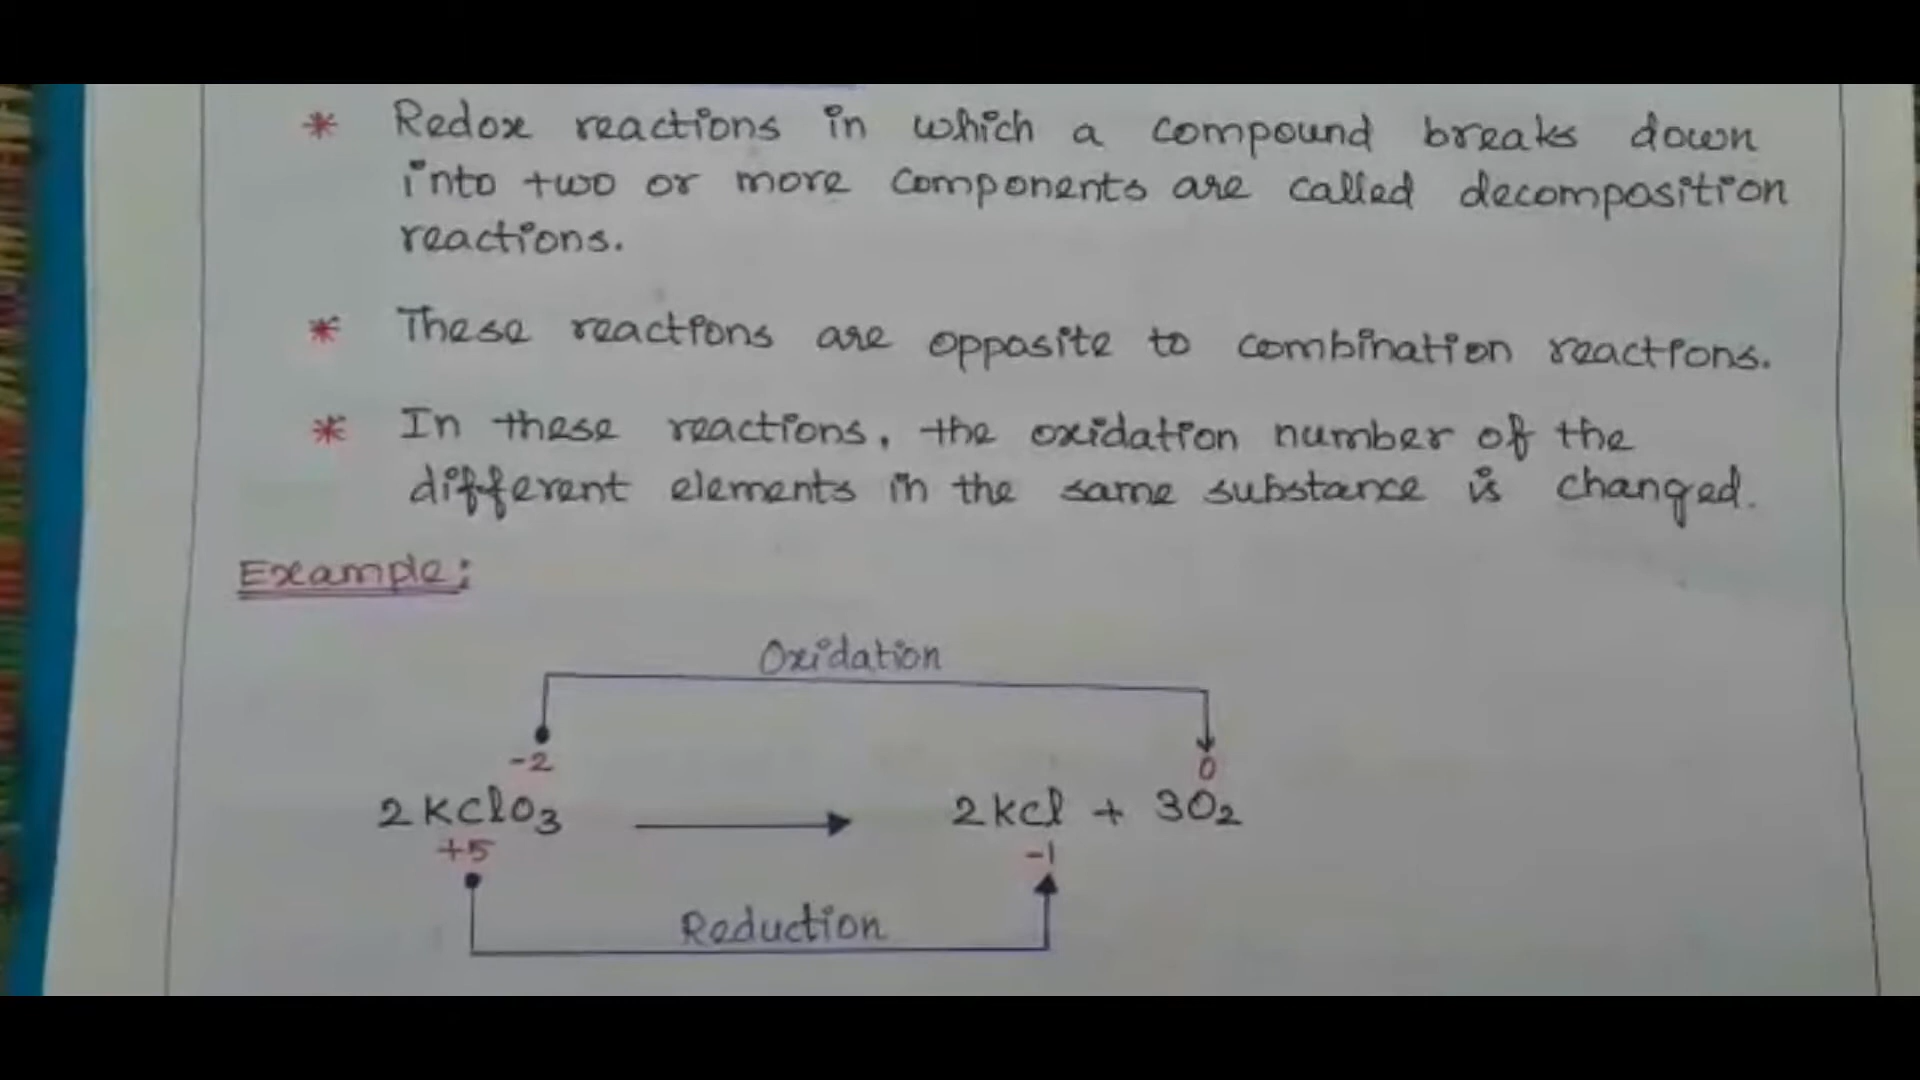 * Redox reactions in which a compound breaks down
into two or more components are called decomposition
reactions.
* These reactions are opposite to combination reactions.
* In these reactions, the oxidation number of the
different elements in the same substance is changed.
Example:
Oxidation
-2 0
2KClO3 → 2KCl + 3O2
+5 -1
Reduction